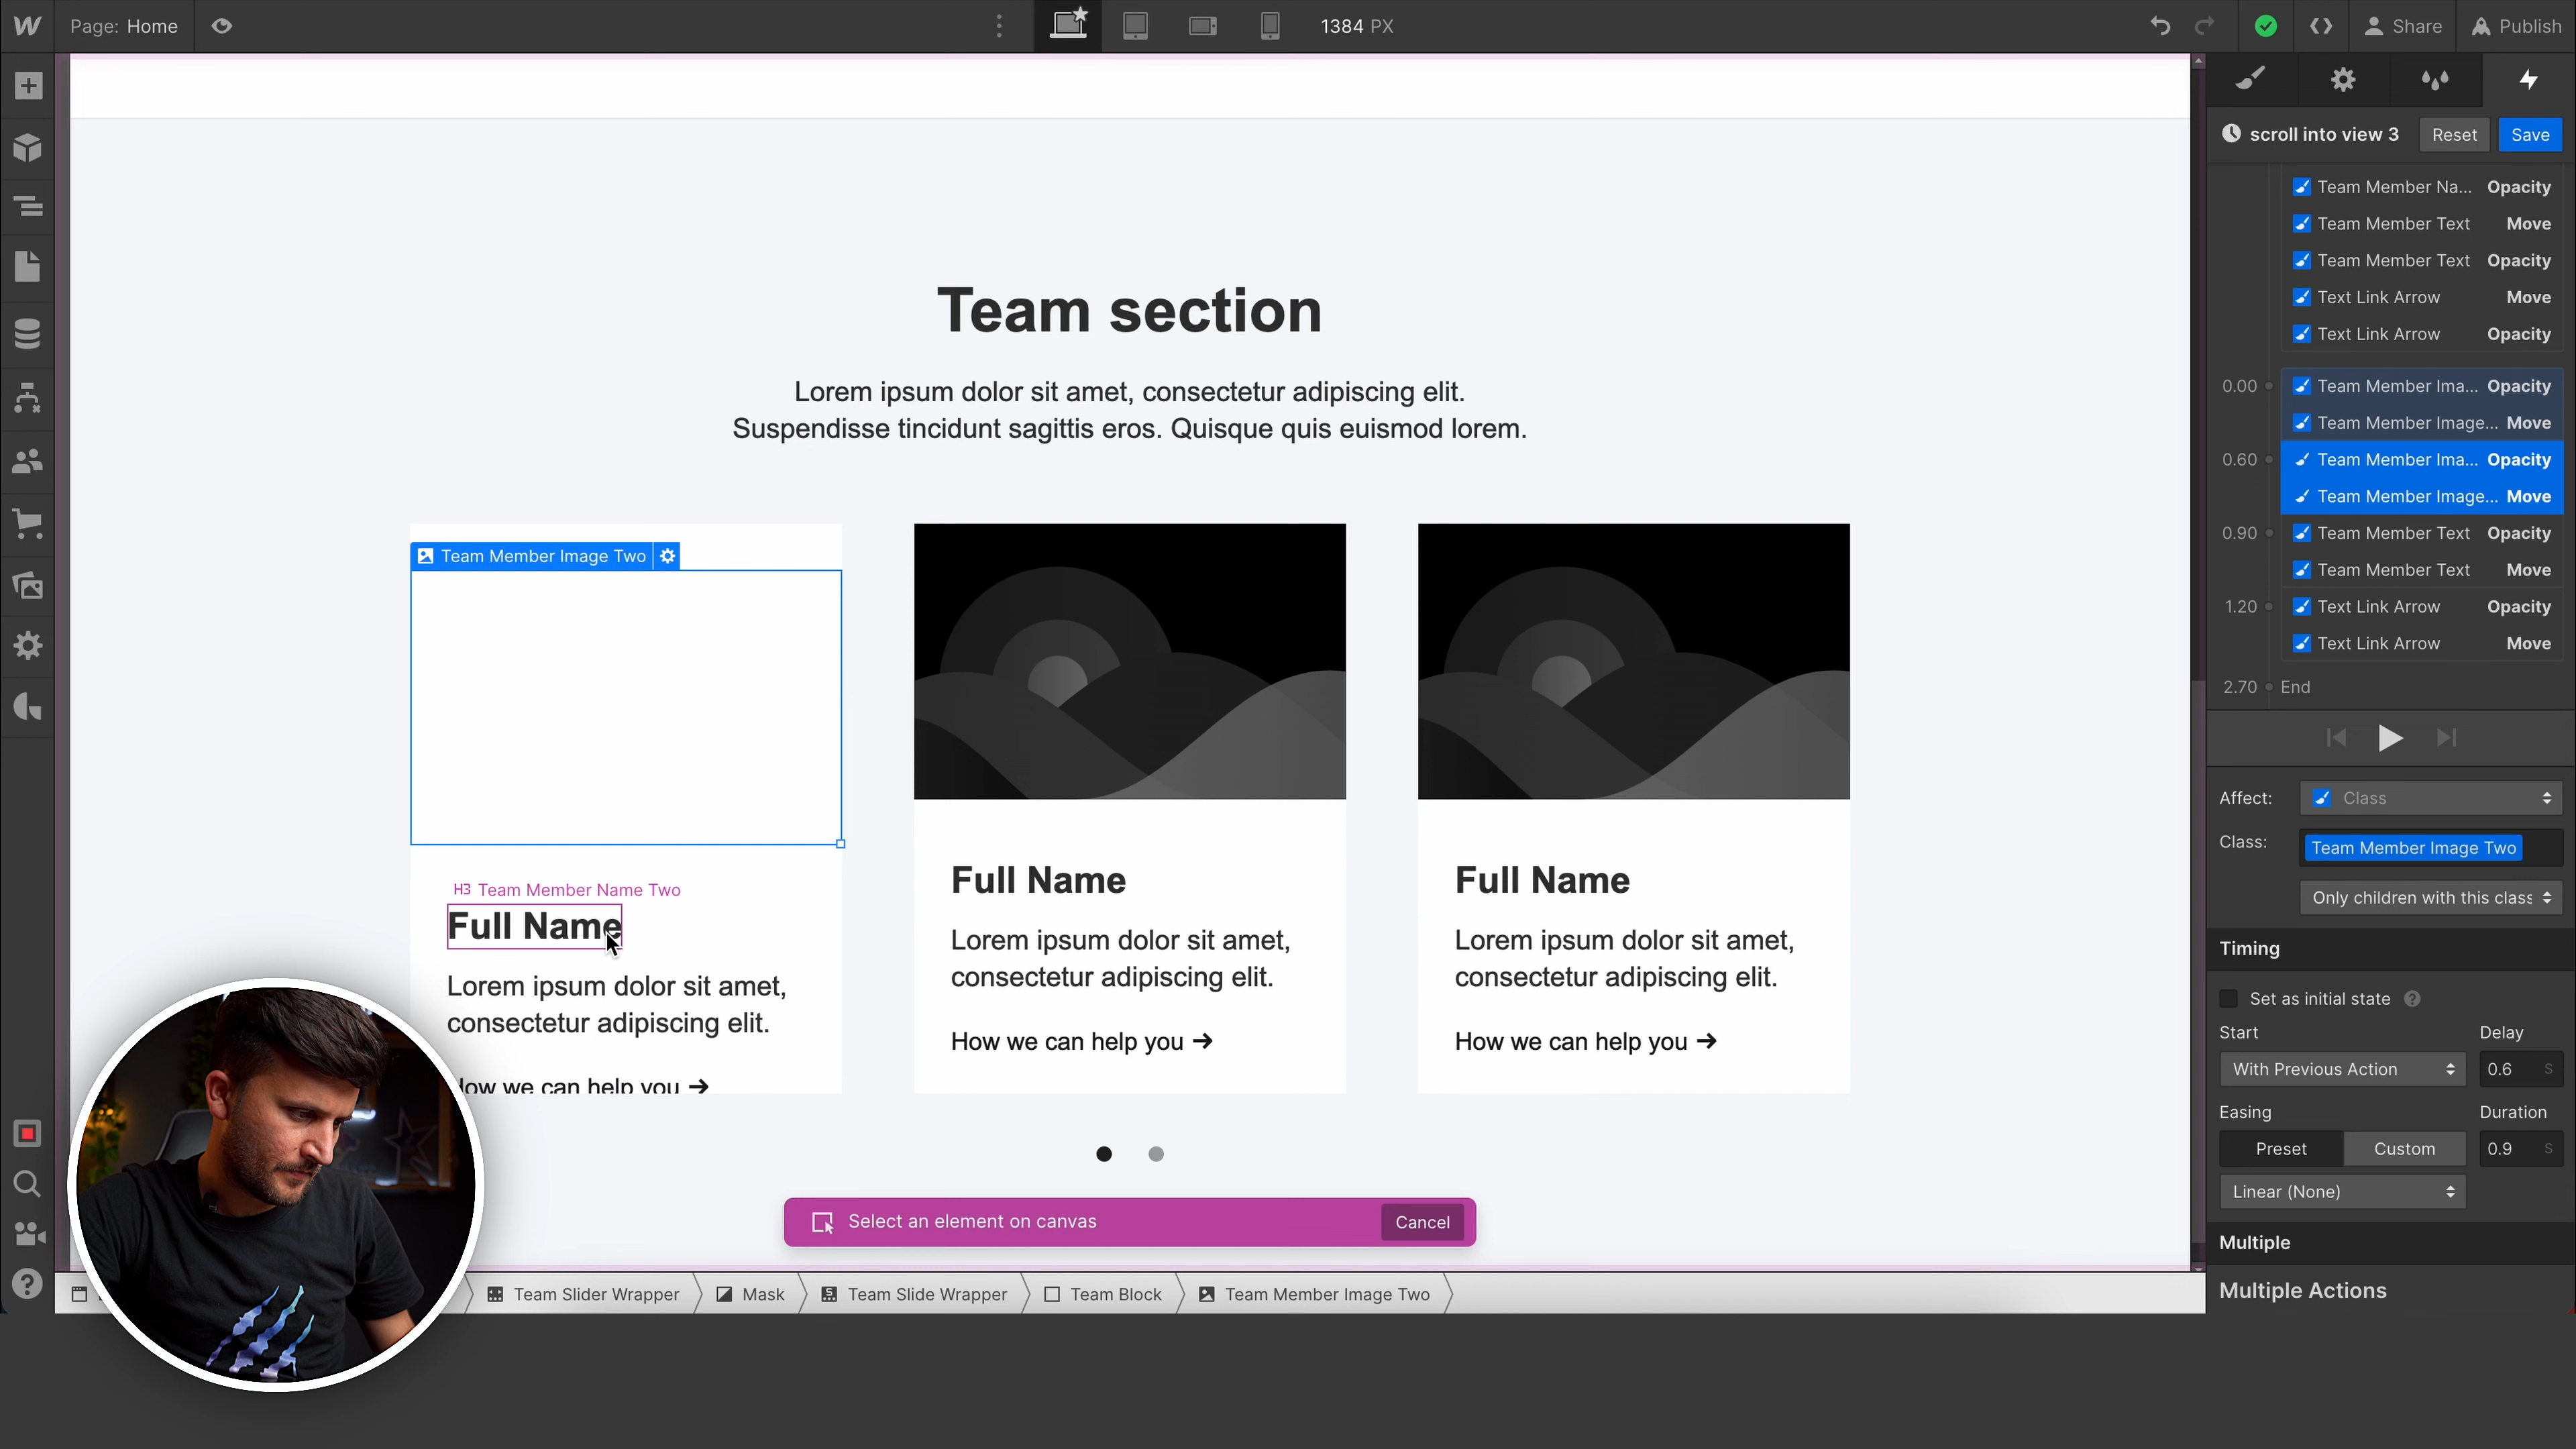 Page: Home
1384 PX
Share
Publish
scroll into view 3
Reset
Save
Team Member Na... Opacity
Team Member Text Move
Team Member Text Opacity
Text Link Arrow Move
Text Link Arrow Opacity
0.00 Team Member Ima... Opacity
Team Member Image... Move
0.60 Team Member Ima... Opacity
Team Member Image... Move
0.90 Team Member Text Opacity
Team Member Text Move
1.20 Text Link Arrow Opacity
Text Link Arrow Move
2.70 End
Affect: Class
Class: Team Member Image Two
Only children with this class
Timing
Set as initial state
Start
Delay
With Previous Action
0.6 S
Easing
Duration
Preset
Custom
0.9 S
Linear (None)
Multiple
Multiple Actions
Team section
Lorem ipsum dolor sit amet, consectetur adipiscing elit.
Suspendisse tincidunt sagittis eros. Quisque quis euismod lorem.
Team Member Image Two
H3 Team Member Name Two
Full Name
Lorem ipsum dolor sit amet,
consectetur adipiscing elit.
How we can help you →
Full Name
Lorem ipsum dolor sit amet,
consectetur adipiscing elit.
How we can help you →
Full Name
Lorem ipsum dolor sit amet,
consectetur adipiscing elit.
How we can help you →
Select an element on canvas
Cancel
Team Slider Wrapper
Mask
Team Slide Wrapper
Team Block
Team Member Image Two